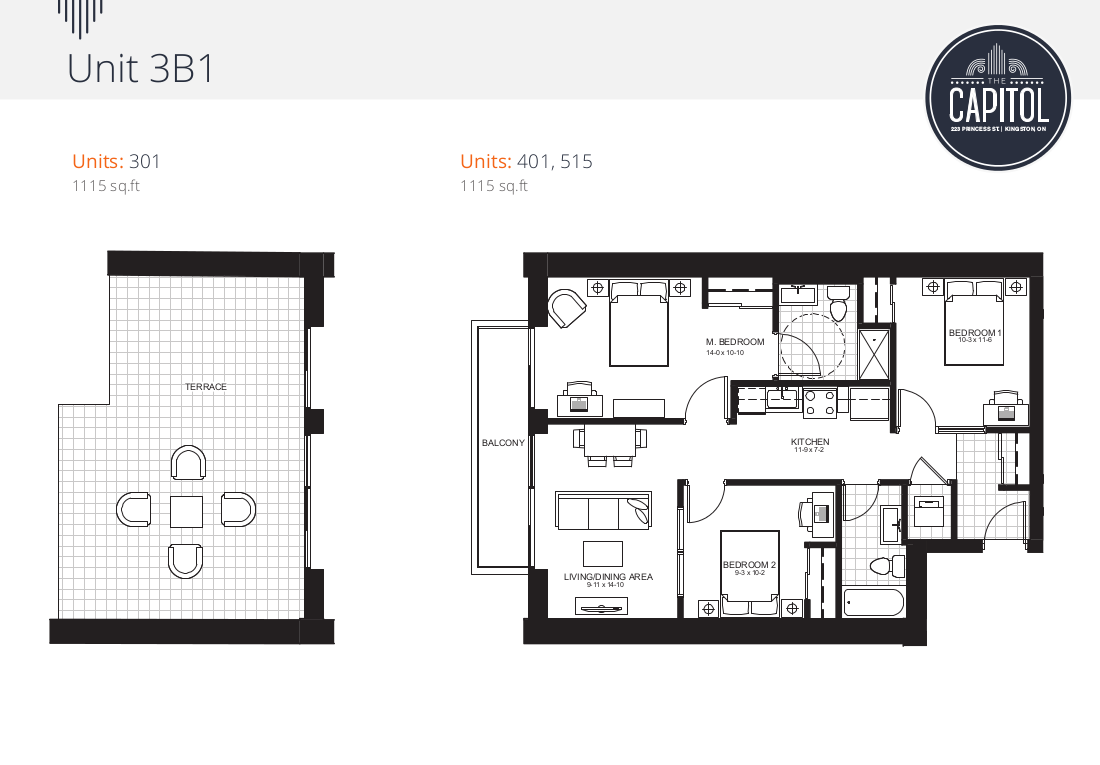 Unit 3B1
THE
CAPITOL
223 PRINCESS ST. | KINGSTON, ON
Units: 301
1115 sq.ft
Units: 401, 515
1115 sq.ft
TERRACE
BALCONY
M. BEDROOM
14-0 x 10-10
BEDROOM 1
10-3 x 11-6
KITCHEN
11-9 x 7-2
LIVING/DINING AREA
9-11 x 14-10
BEDROOM 2
9-3 x 10-2